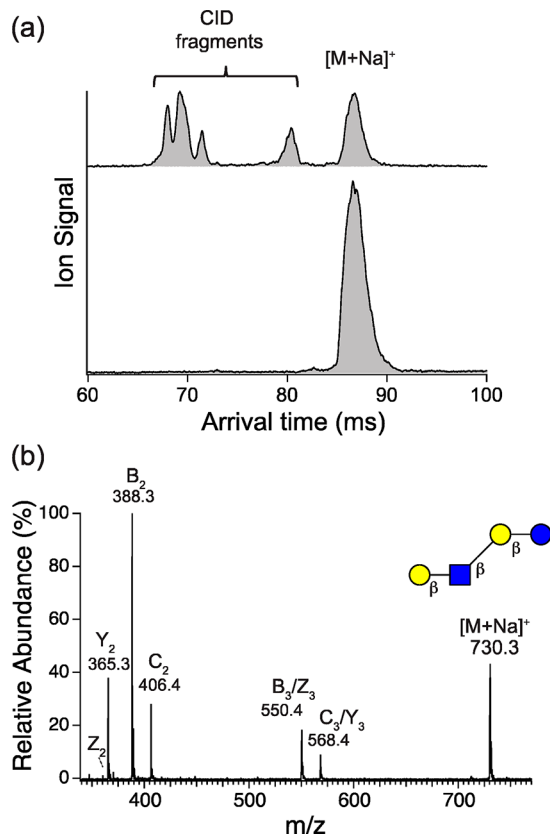 (a)
CID
fragments
[M+Na]+
Ion Signal
60 70 80 90 100
Arrival time (ms)
(b)
B2
388.3
100
80
60
40
20
0
Relative Abundance (%)
Y2
365.3
Z2
C2
406.4
B3/Z3
550.4
C3/Y3
568.4
[M+Na]+
730.3
β β β
400 500 600 700
m/z